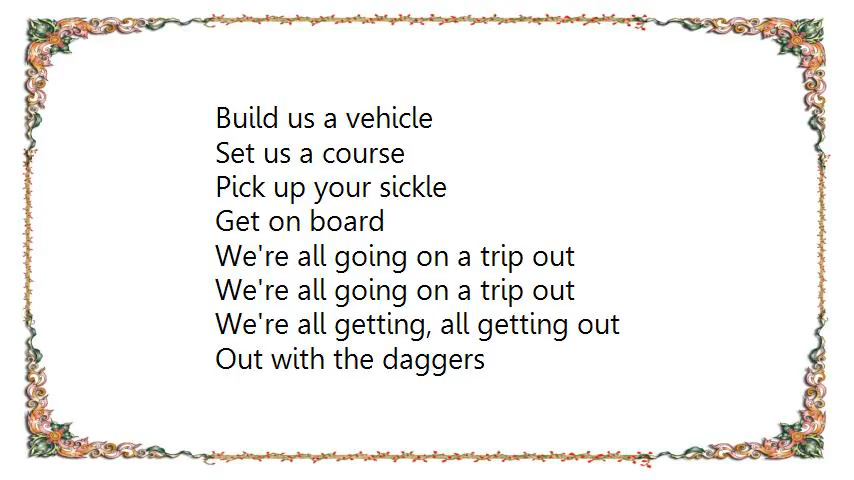 Build us a vehicle
Set us a course
Pick up your sickle
Get on board
We're all going on a trip out
We're all going on a trip out
We're all getting, all getting out
Out with the daggers